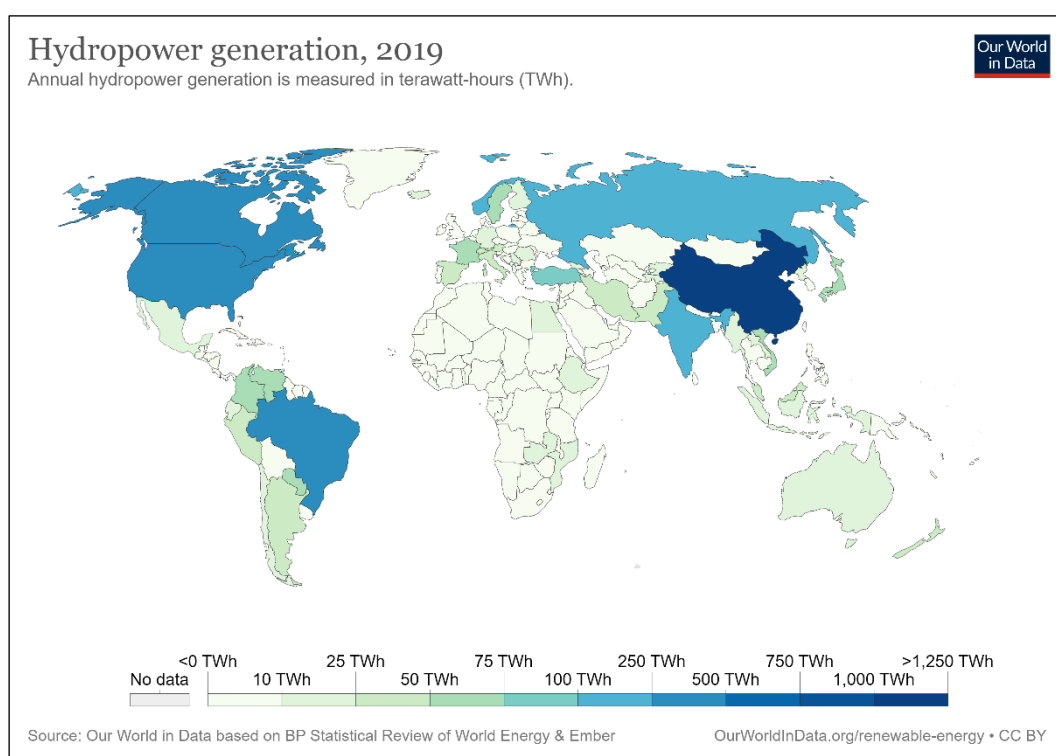 Hydropower generation, 2019
Annual hydropower generation is measured in terawatt-hours (TWh).
Our World
in Data
<0 TWh 25 TWh 75 TWh 250 TWh 750 TWh >1,250 TWh
No data 10 TWh 50 TWh 100 TWh 500 TWh 1,000 TWh
Source: Our World in Data based on BP Statistical Review of World Energy & Ember OurWorldInData.org/renewable-energy • CC BY